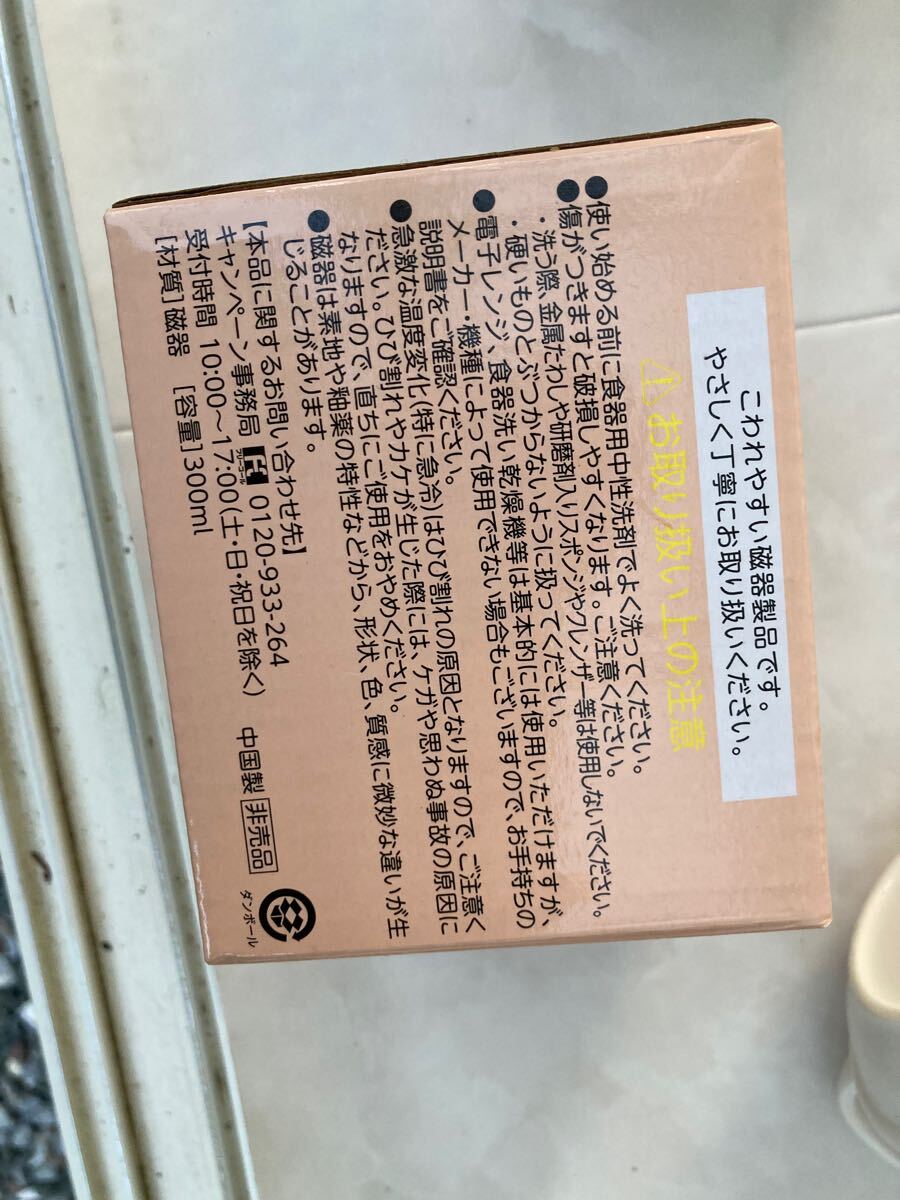 こわれやすい磁器製品です。
やさしく丁寧にお取り扱いください。
⚠お取り扱い上の注意
●使い始める前に食器用中性洗剤でよく洗ってください。
●傷がつきますと破損しやすくなります。ご注意ください。
・洗う際、金属たわしや研磨剤入りスポンジやクレンザー等は使用しないでください。
・硬いものとぶつからないように扱ってください。
●電子レンジ、食器洗い乾燥機等は基本的には使用いただけますが、
メーカー・機種によって使用できない場合もございますので、お手持ちの
説明書をご確認ください。
●急激な温度変化(特に急冷)はひび割れの原因となりますので、ご注意く
ださい。ひび割れやカケが生じた際には、ケガや思わぬ事故の原因に
なりますので、直ちにご使用をおやめください。
●磁器は素地や釉薬の特性などから、形状、色、質感に微妙な違いが生
じることがあります。
【本品に関するお問い合わせ先】
キャンペーン事務局 フリーコール 0120-933-264
受付時間 10:00〜17:00(土・日・祝日を除く)
[材質]磁器 [容量]300ml 中国製 非売品
ダンボール